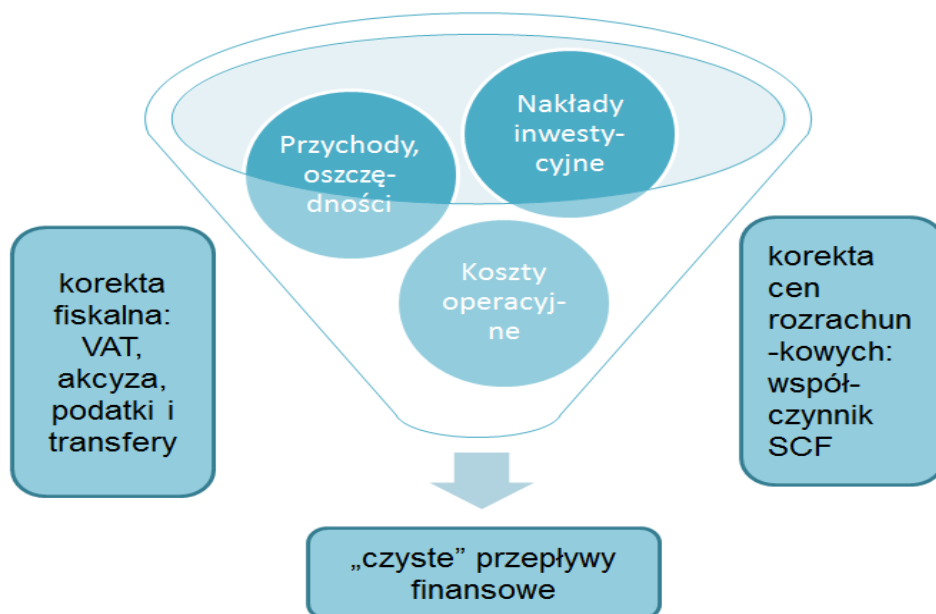 Przychody,
oszczę-
dności
Nakłady
inwesty-
cyjne
Koszty
operacyj-
ne
korekta
fiskalna:
VAT,
akcyza,
podatki i
transfery
korekta
cen
rozrachun
-kowych:
współ-
czynnik
SCF
„czyste” przepływy
finansowe